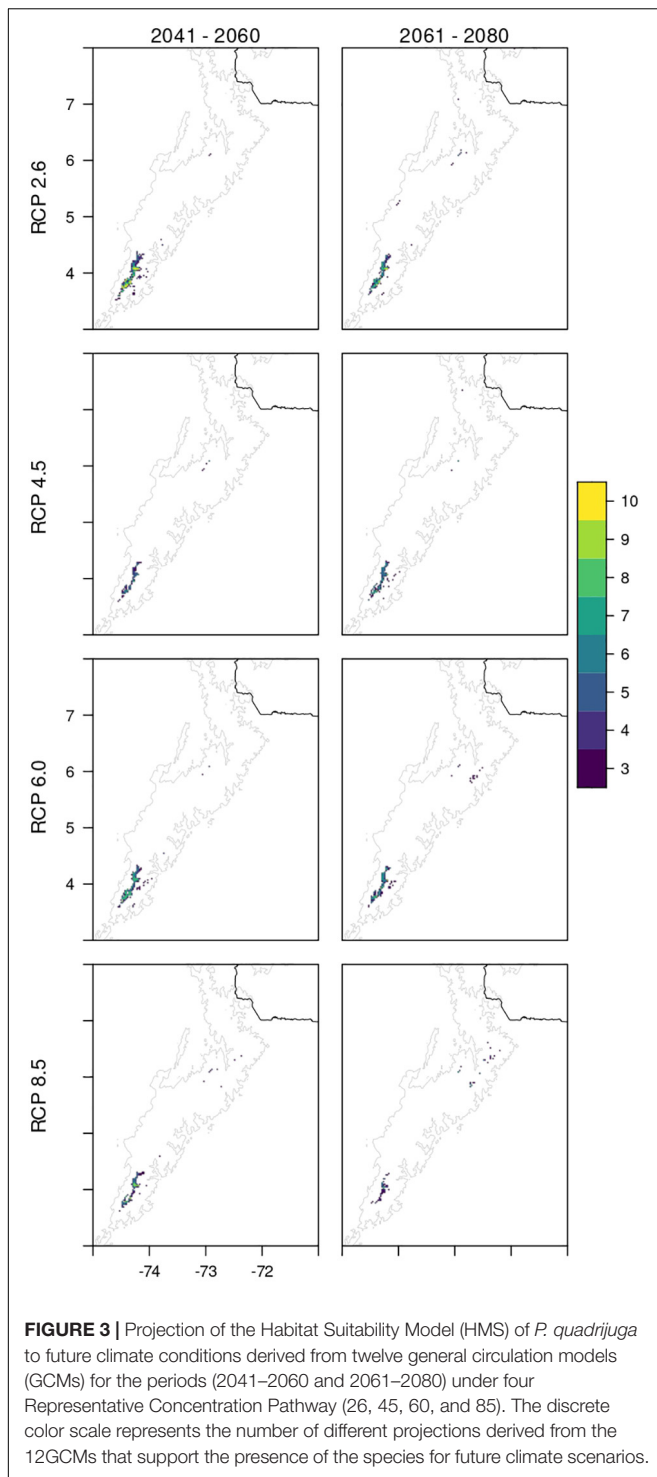 2041 - 2060
2061 - 2080
RCP 2.6
7
6
5
4
RCP 4.5
10
9
8
7
6
5
4
3
RCP 6.0
7
6
5
4
RCP 8.5
-74
-73
-72
FIGURE 3 | Projection of the Habitat Suitability Model (HMS) of P. quadrijuga
to future climate conditions derived from twelve general circulation models
(GCMs) for the periods (2041–2060 and 2061–2080) under four
Representative Concentration Pathway (26, 45, 60, and 85). The discrete
color scale represents the number of different projections derived from the
12GCMs that support the presence of the species for future climate scenarios.